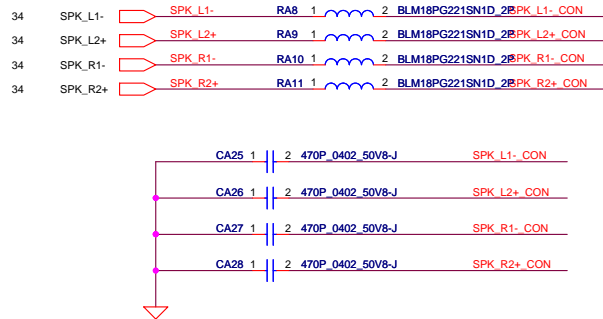 34 SPK_L1- SPK_L1- RA8 1 2 BLM18PG221SN1D_2P SPK_L1-_CON
34 SPK_L2+ SPK_L2+ RA9 1 2 BLM18PG221SN1D_2P SPK_L2+_CON
34 SPK_R1- SPK_R1- RA10 1 2 BLM18PG221SN1D_2P SPK_R1-_CON
34 SPK_R2+ SPK_R2+ RA11 1 2 BLM18PG221SN1D_2P SPK_R2+_CON
CA25 1 2 470P_0402_50V8-J SPK_L1-_CON
CA26 1 2 470P_0402_50V8-J SPK_L2+_CON
CA27 1 2 470P_0402_50V8-J SPK_R1-_CON
CA28 1 2 470P_0402_50V8-J SPK_R2+_CON